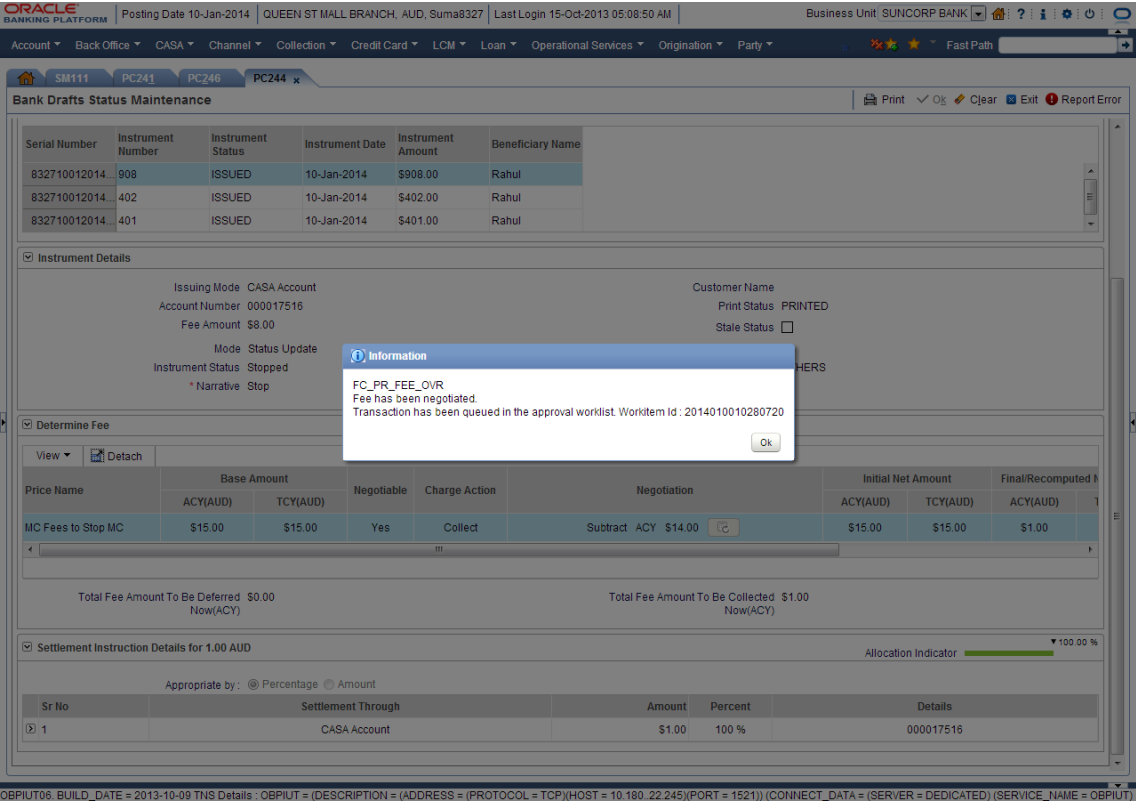 ORACLE
BANKING PLATFORM
Posting Date 10-Jan-2014 QUEEN ST MALL BRANCH, AUD, Suma8327 Last Login 15-Oct-2013 05:08:50 AM Business Unit SUNCORP BANK
Account Back Office CASA Channel Collection Credit Card LCM Loan Operational Services Origination Party Fast Path
SM111 PC241 PC246 PC244 x
Bank Drafts Status Maintenance Print Ok Clear Exit Report Error
Serial Number Instrument Number Instrument Status Instrument Date Instrument Amount Beneficiary Name
832710012014... 908 ISSUED 10-Jan-2014 $908.00 Rahul
832710012014... 402 ISSUED 10-Jan-2014 $402.00 Rahul
832710012014... 401 ISSUED 10-Jan-2014 $401.00 Rahul
Instrument Details
Issuing Mode CASA Account Customer Name
Account Number 000017516 Print Status PRINTED
Fee Amount $8.00 Stale Status
Mode Status Update
Instrument Status Stopped HERS
* Narrative Stop
Information
FC_PR_FEE_OVR
Fee has been negotiated.
Transaction has been queued in the approval worklist. Workitem Id : 2014010010280720
Ok
Determine Fee
View Detach
Price Name Base Amount Negotiable Charge Action Negotiation Initial Net Amount Final/Recomputed N
ACY(AUD) TCY(AUD) ACY(AUD) TCY(AUD) ACY(AUD) T
MC Fees to Stop MC $15.00 $15.00 Yes Collect Subtract ACY $14.00 $15.00 $15.00 $1.00
Total Fee Amount To Be Deferred $0.00 Total Fee Amount To Be Collected $1.00
Now(ACY) Now(ACY)
Settlement Instruction Details for 1.00 AUD 100.00 %
Allocation Indicator
Appropriate by : Percentage Amount
Sr No Settlement Through Amount Percent Details
1 CASA Account $1.00 100 % 000017516
OBPIUT06. BUILD_DATE = 2013-10-09 TNS Details : OBPIUT = (DESCRIPTION = (ADDRESS = (PROTOCOL = TCP)(HOST = 10.180..22.245)(PORT = 1521)) (CONNECT_DATA = (SERVER = DEDICATED) (SERVICE_NAME = OBPIUT)